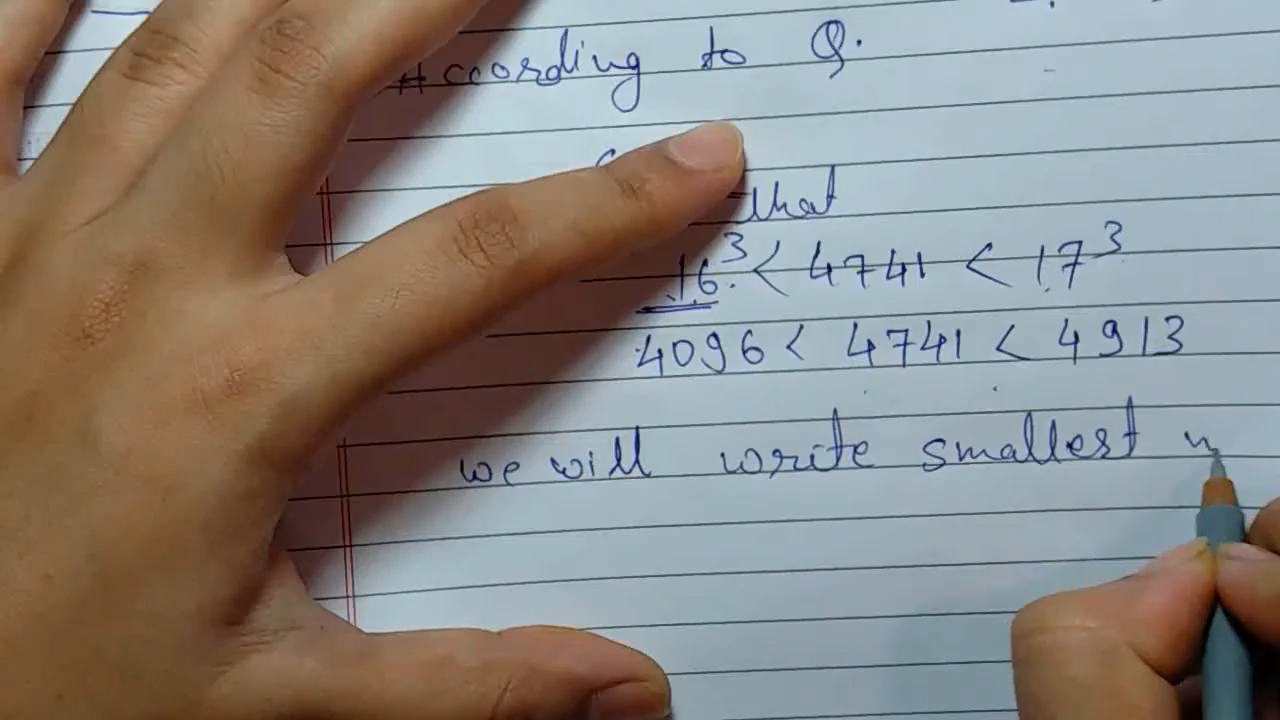 According to Q.
that
16³ < 4741 < 17³
4096 < 4741 < 4913
we will write smallest